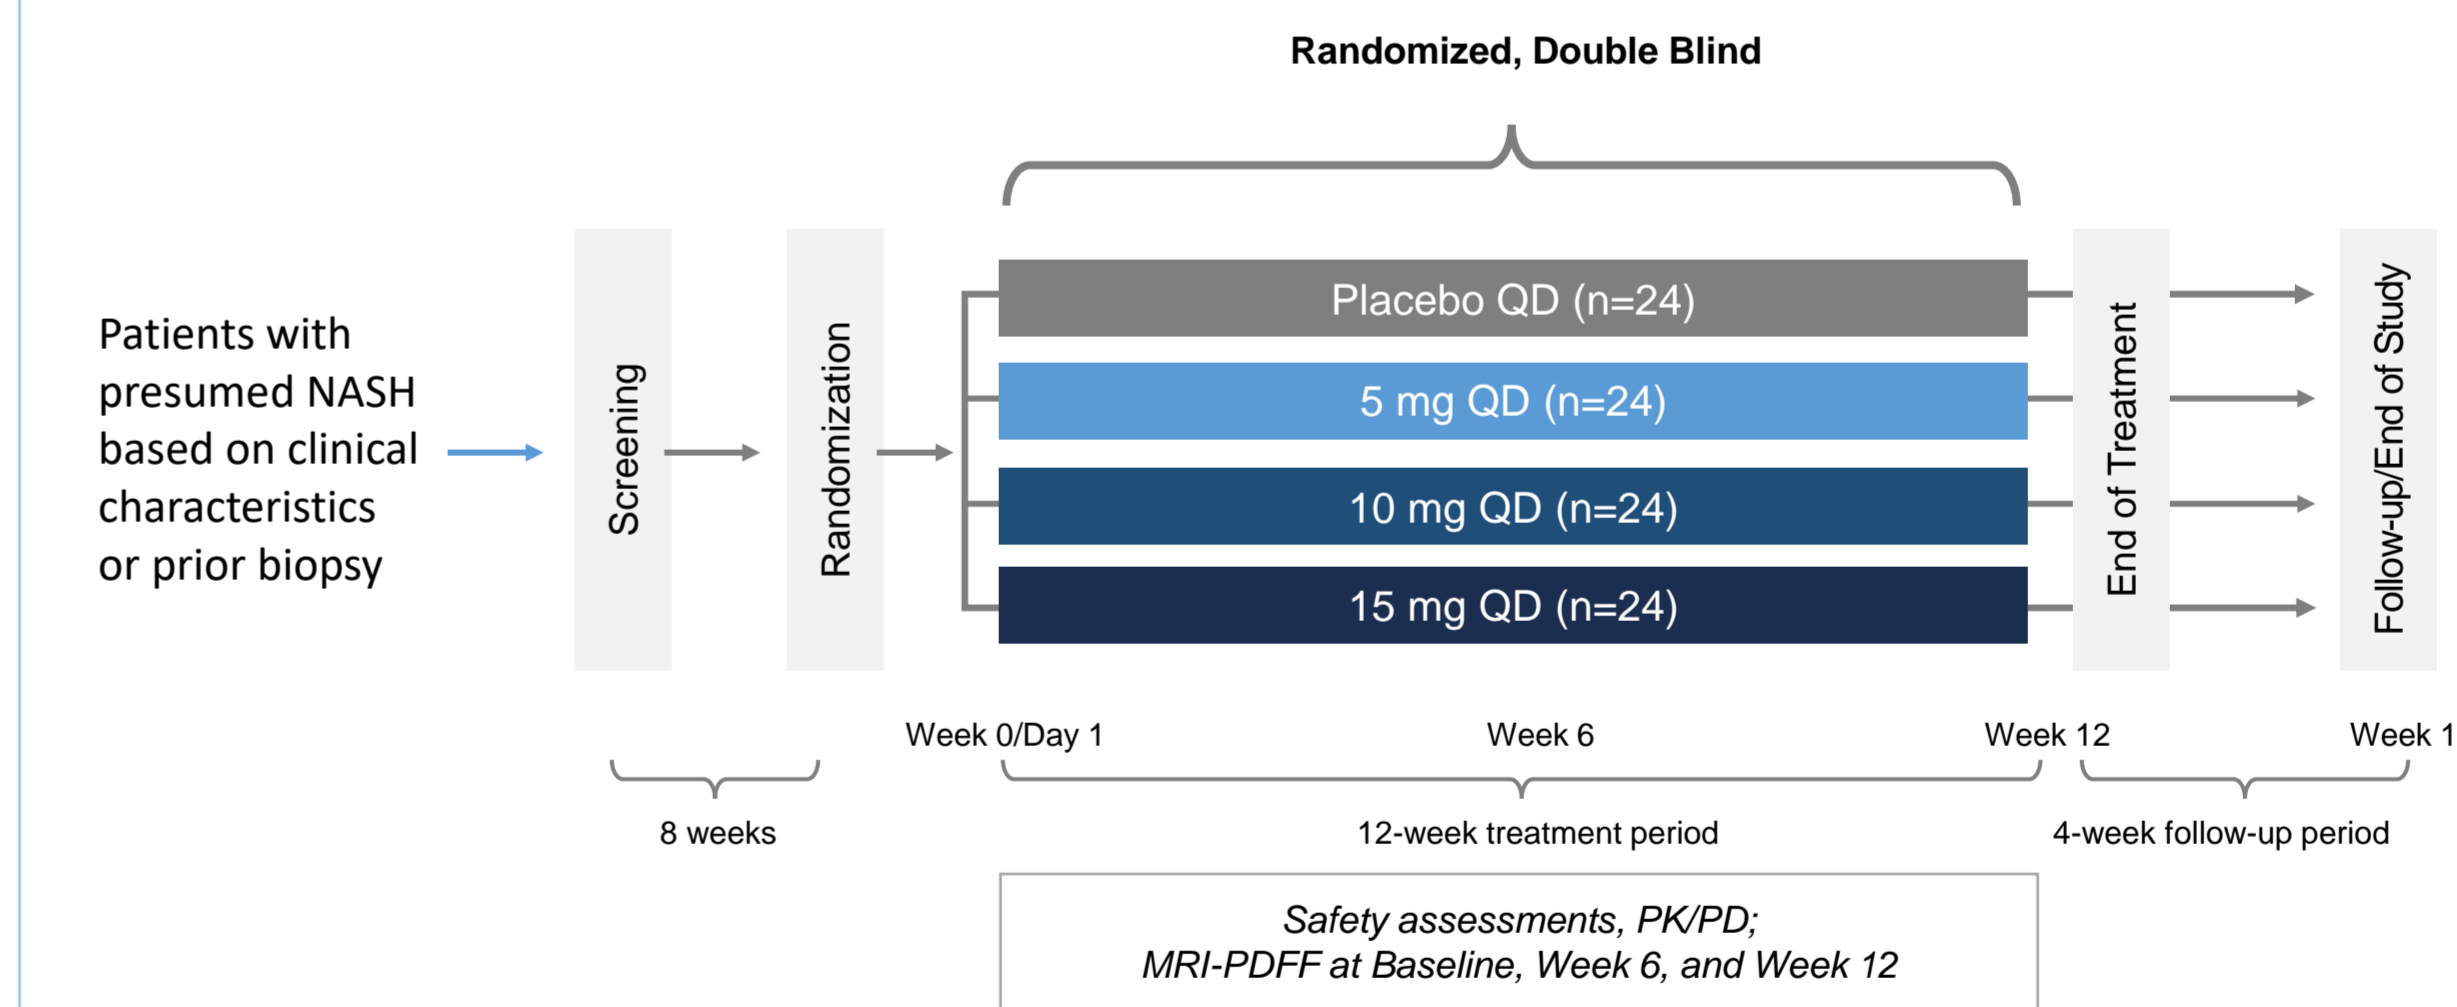 Randomized, Double Blind
Patients with
presumed NASH
based on clinical
characteristics
or prior biopsy
Screening
Randomization
Placebo QD (n=24)
5 mg QD (n=24)
10 mg QD (n=24)
15 mg QD (n=24)
End of Treatment
Follow-up/End of Study
Week 0/Day 1
Week 6
Week 12
Week 1
8 weeks
12-week treatment period
4-week follow-up period
Safety assessments, PK/PD;
MRI-PDFF at Baseline, Week 6, and Week 12